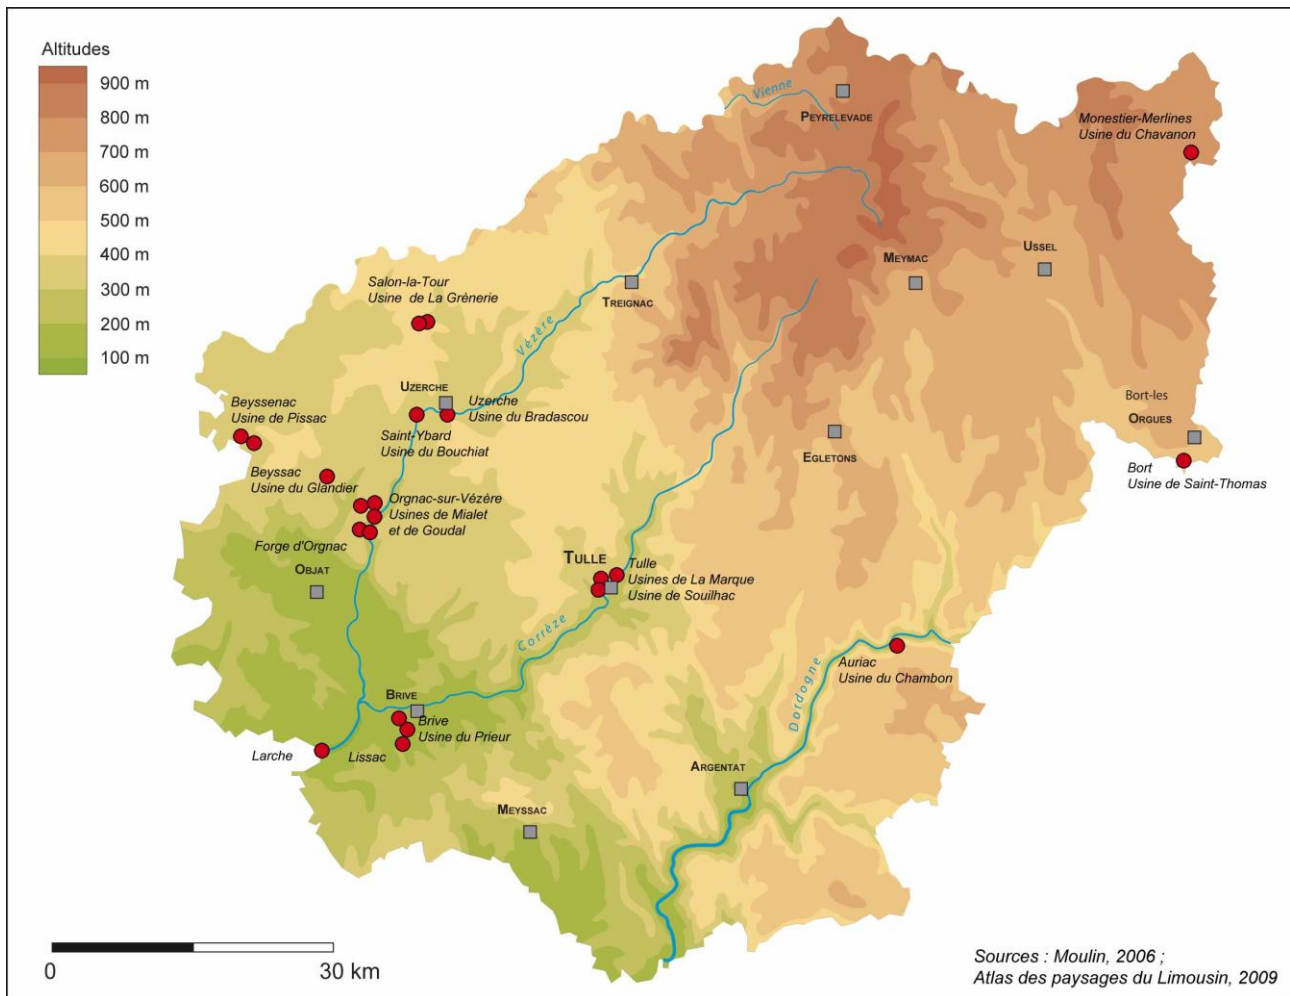 Altitudes
900 m
800 m
700 m
600 m
500 m
400 m
300 m
200 m
100 m
Vienne
PEYRELEVADE
Monestier-Merlines
Usine du Chavanon
MEYMAC
USSEL
Salon-la-Tour
Usine de La Grènerie
TREIGNAC
Vézère
UZERCHE
Uzerche
Usine du Bradascou
Beyssenac
Usine de Pissac
Saint-Ybard
Usine du Bouchiat
Bort-les
ORGUES
EGLETONS
Bort
Usine de Saint-Thomas
Beyssac
Usine du Glandier
Orgnac-sur-Vézère
Usines de Mialet
et de Goudal
Forge d'Orgnac
OBJAT
TULLE
Tulle
Usines de La Marque
Usine de Souilhac
Corrèze
Auriac
Usine du Chambon
Dordogne
BRIVE
Brive
Usine du Prieur
Larche
Lissac
ARGENTAT
MEYSSAC
0
30 km
Sources : Moulin, 2006 ;
Atlas des paysages du Limousin, 2009